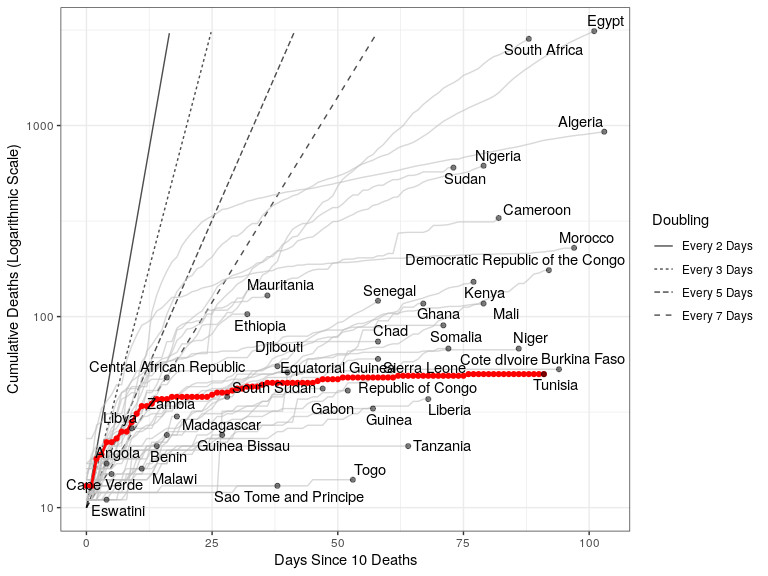 Egypt
South Africa
Algeria
1000
Nigeria
Sudan
Cameroon
Doubling
Every 2 Days
Every 3 Days
Every 5 Days
Every 7 Days
Morocco
Democratic Republic of the Congo
Mauritania
Senegal
Kenya
Ghana
Mali
100
Ethiopia
Chad
Somalia
Niger
Djibouti
Cote dIvoire
Burkina Faso
Central African Republic
Equatorial Guinea
Sierra Leone
South Sudan
Republic of Congo
Tunisia
Zambia
Gabon
Liberia
Libya
Guinea
Madagascar
Guinea Bissau
Tanzania
Angola
Benin
Togo
Malawi
Cape Verde
Sao Tome and Principe
10
Eswatini
0
25
50
75
100
Days Since 10 Deaths
Cumulative Deaths (Logarithmic Scale)